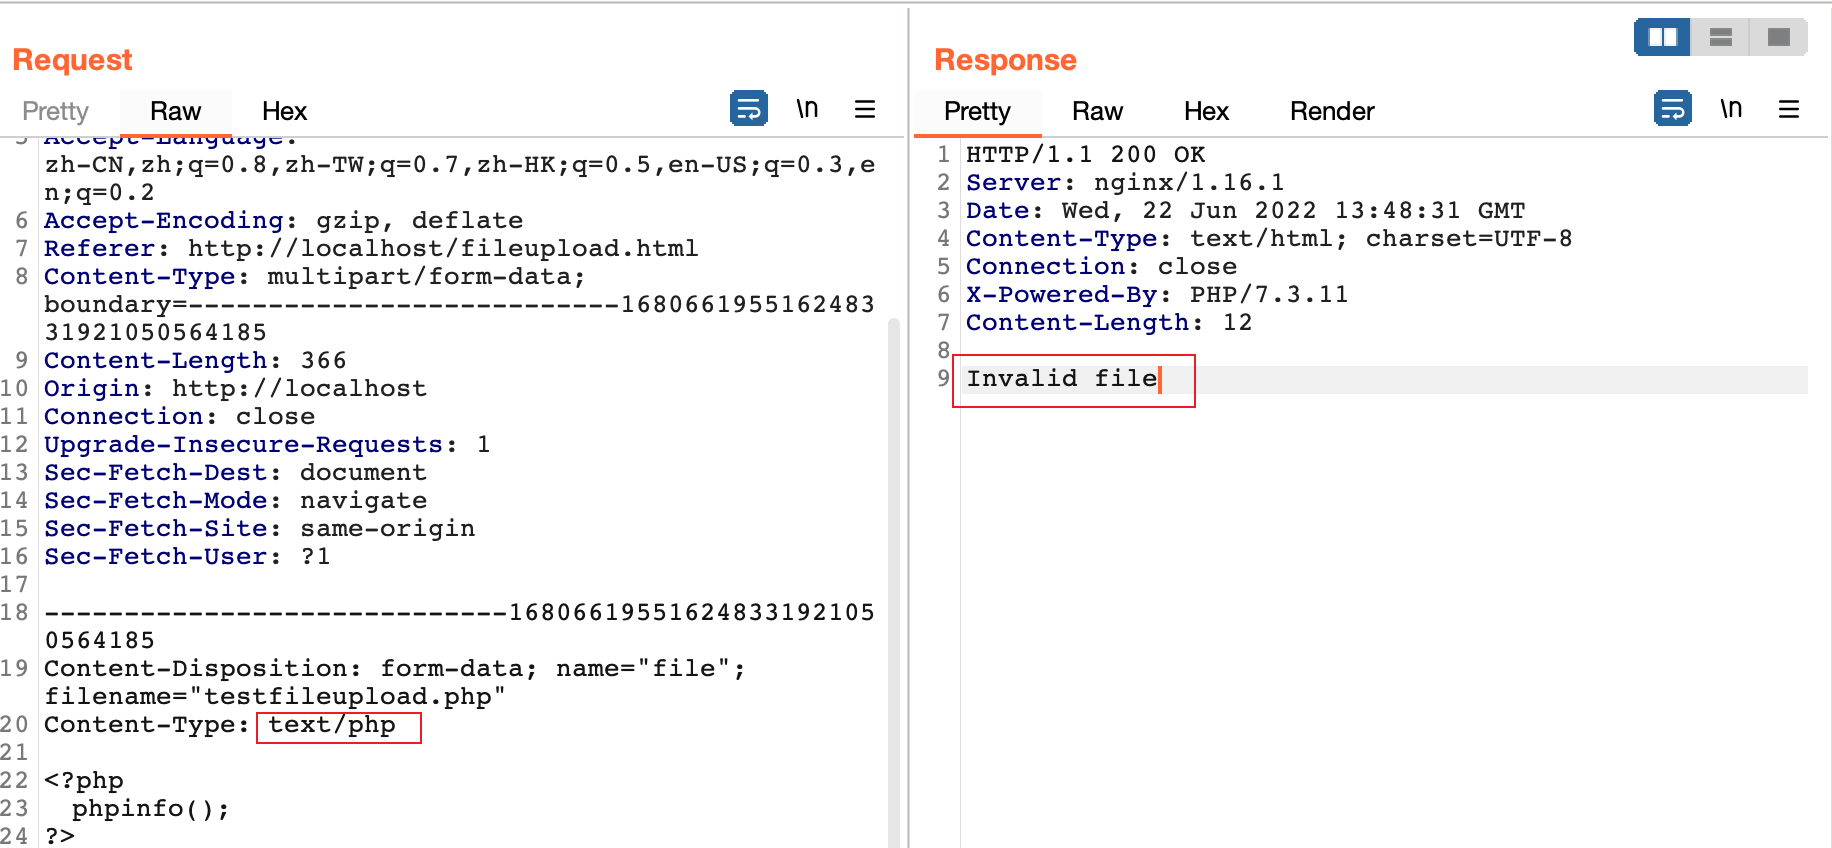 Request
Pretty Raw Hex \n
5 Accept-Language:
zh-CN,zh;q=0.8,zh-TW;q=0.7,zh-HK;q=0.5,en-US;q=0.3,e
n;q=0.2
6 Accept-Encoding: gzip, deflate
7 Referer: http://localhost/fileupload.html
8 Content-Type: multipart/form-data;
boundary=---------------------------1680661955162483
31921050564185
9 Content-Length: 366
10 Origin: http://localhost
11 Connection: close
12 Upgrade-Insecure-Requests: 1
13 Sec-Fetch-Dest: document
14 Sec-Fetch-Mode: navigate
15 Sec-Fetch-Site: same-origin
16 Sec-Fetch-User: ?1
17
18 -----------------------------16806619551624833192105
0564185
19 Content-Disposition: form-data; name="file";
filename="testfileupload.php"
20 Content-Type: text/php
21
22 <?php
23 phpinfo();
24 ?>
Response
Pretty Raw Hex Render \n
1 HTTP/1.1 200 OK
2 Server: nginx/1.16.1
3 Date: Wed, 22 Jun 2022 13:48:31 GMT
4 Content-Type: text/html; charset=UTF-8
5 Connection: close
6 X-Powered-By: PHP/7.3.11
7 Content-Length: 12
8
9 Invalid file